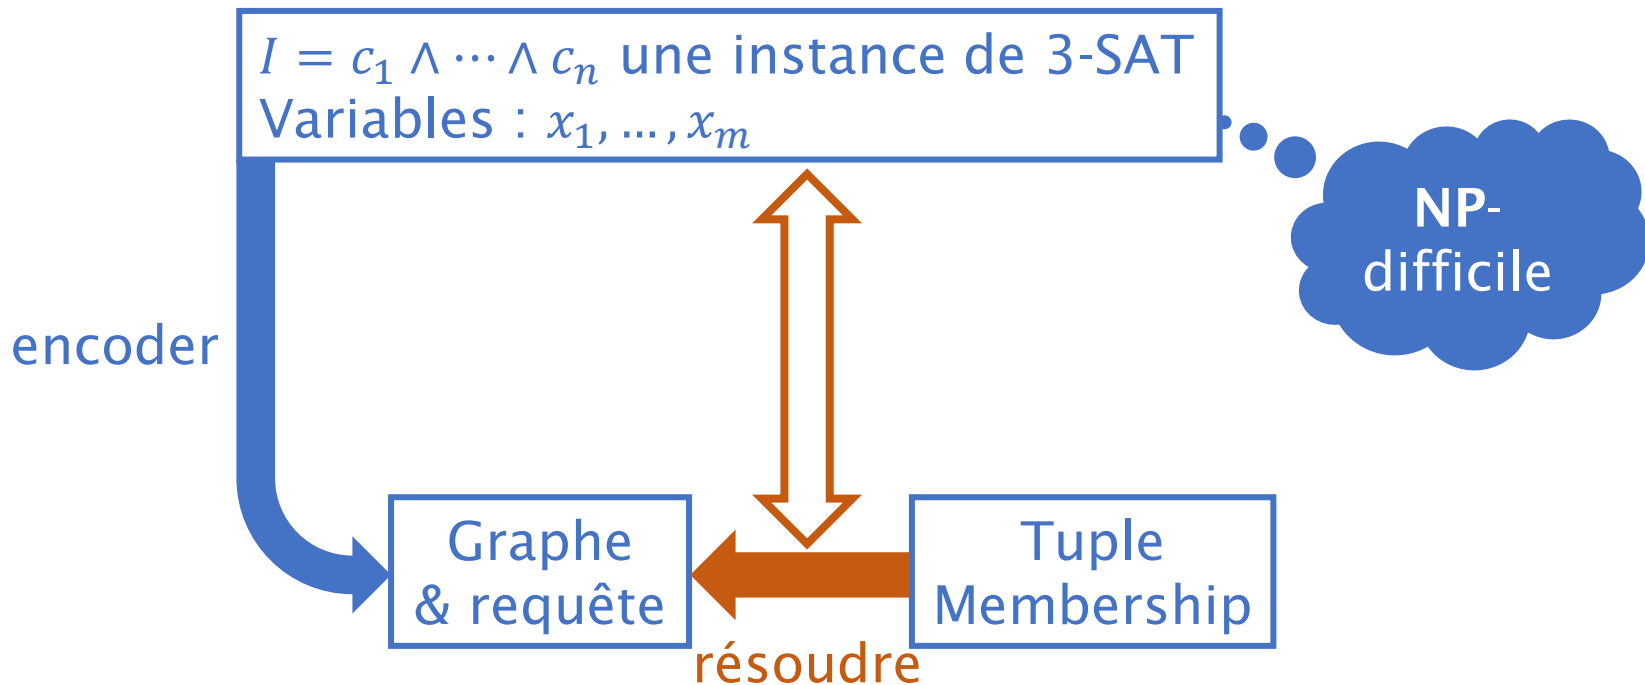 I = c₁ ∧ ⋯ ∧ cₙ une instance de 3-SAT
Variables : x₁, … , xₘ
NP-
difficile
encoder
Graphe
& requête
Tuple
Membership
résoudre